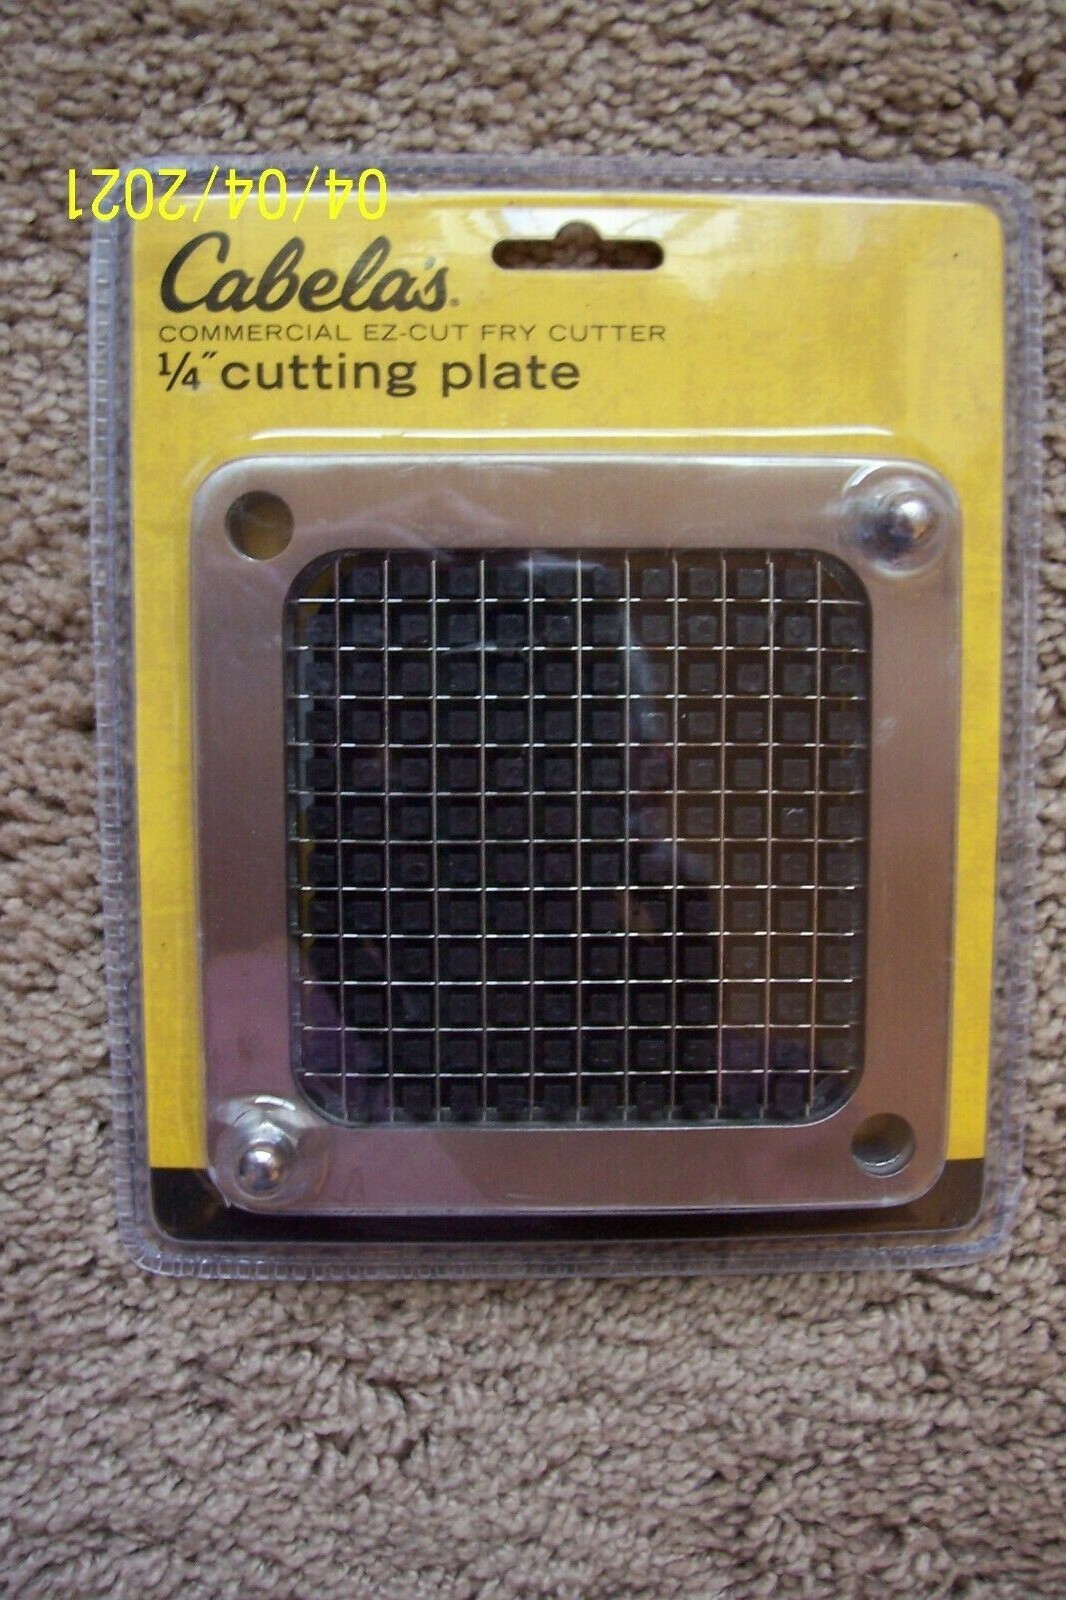 04/04/2021
Cabela's®
COMMERCIAL EZ-CUT FRY CUTTER
1/4" cutting plate